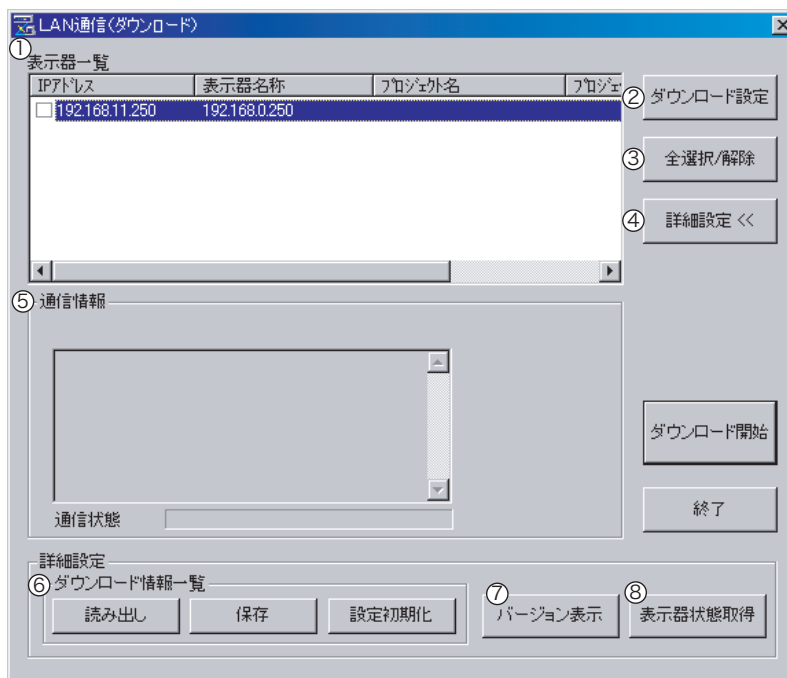 LAN通信(ダウンロード)
①
表示器一覧
IPアドレス 表示器名称 プロジェクト名 プロジェ
192.168.11.250 192.168.0.250
② ダウンロード設定
③ 全選択/解除
④ 詳細設定 <<
⑤ 通信情報
通信状態
ダウンロード開始
終了
詳細設定
⑥ ダウンロード情報一覧
読み出し 保存 設定初期化
⑦ バージョン表示
⑧ 表示器状態取得